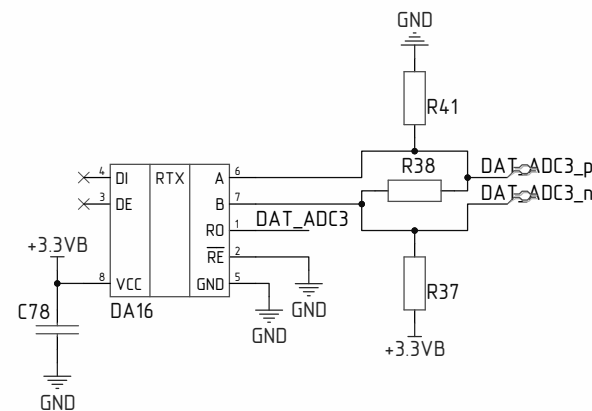 GND
R41
R38
DAT_ADC3_p
DAT_ADC3_n
4 DI RTX A 6
3 DE B 7
RO 1 DAT_ADC3
RE 2
+3.3VB
8 VCC GND 5
C78
DA16
GND
GND
R37
+3.3VB
GND